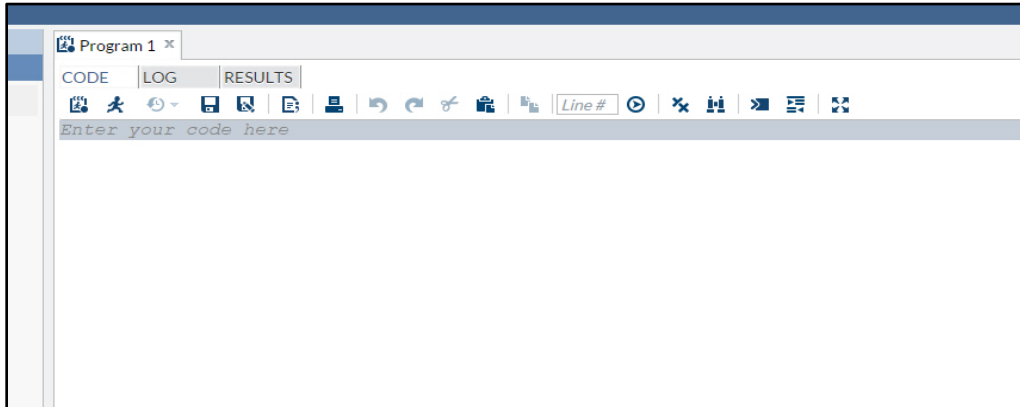 Program 1 x
CODE LOG RESULTS
Line #
Enter your code here